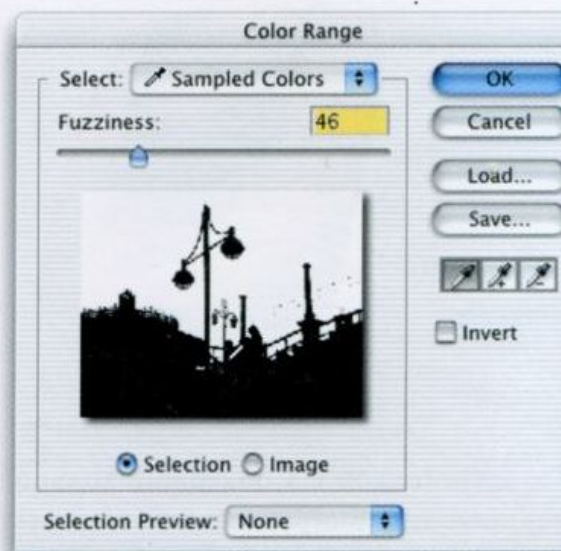 Color Range
Select: Sampled Colors
OK
Fuzziness: 46
Cancel
Load...
Save...
Invert
Selection Image
Selection Preview: None